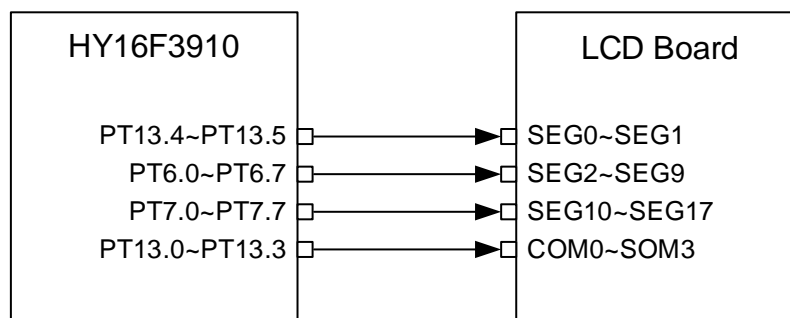 HY16F3910
LCD Board
PT13.4~PT13.5
SEG0~SEG1
PT6.0~PT6.7
SEG2~SEG9
PT7.0~PT7.7
SEG10~SEG17
PT13.0~PT13.3
COM0~SOM3